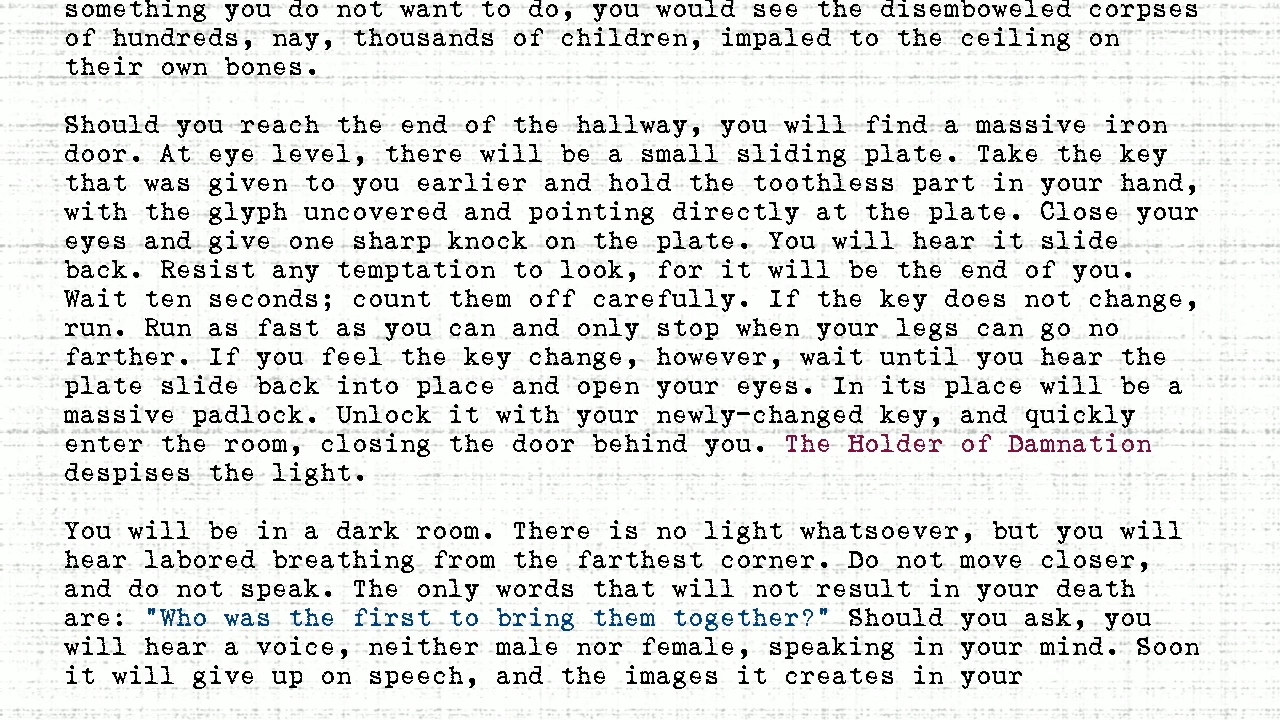 something you do not want to do, you would see the disemboweled corpses
of hundreds, nay, thousands of children, impaled to the ceiling on
their own bones.
Should you reach the end of the hallway, you will find a massive iron
door. At eye level, there will be a small sliding plate. Take the key
that was given to you earlier and hold the toothless part in your hand,
with the glyph uncovered and pointing directly at the plate. Close your
eyes and give one sharp knock on the plate. You will hear it slide
back. Resist any temptation to look, for it will be the end of you.
Wait ten seconds; count them off carefully. If the key does not change,
run. Run as fast as you can and only stop when your legs can go no
farther. If you feel the key change, however, wait until you hear the
plate slide back into place and open your eyes. In its place will be a
massive padlock. Unlock it with your newly-changed key, and quickly
enter the room, closing the door behind you. The Holder of Damnation
despises the light.
You will be in a dark room. There is no light whatsoever, but you will
hear labored breathing from the farthest corner. Do not move closer,
and do not speak. The only words that will not result in your death
are: "Who was the first to bring them together?" Should you ask, you
will hear a voice, neither male nor female, speaking in your mind. Soon
it will give up on speech, and the images it creates in your